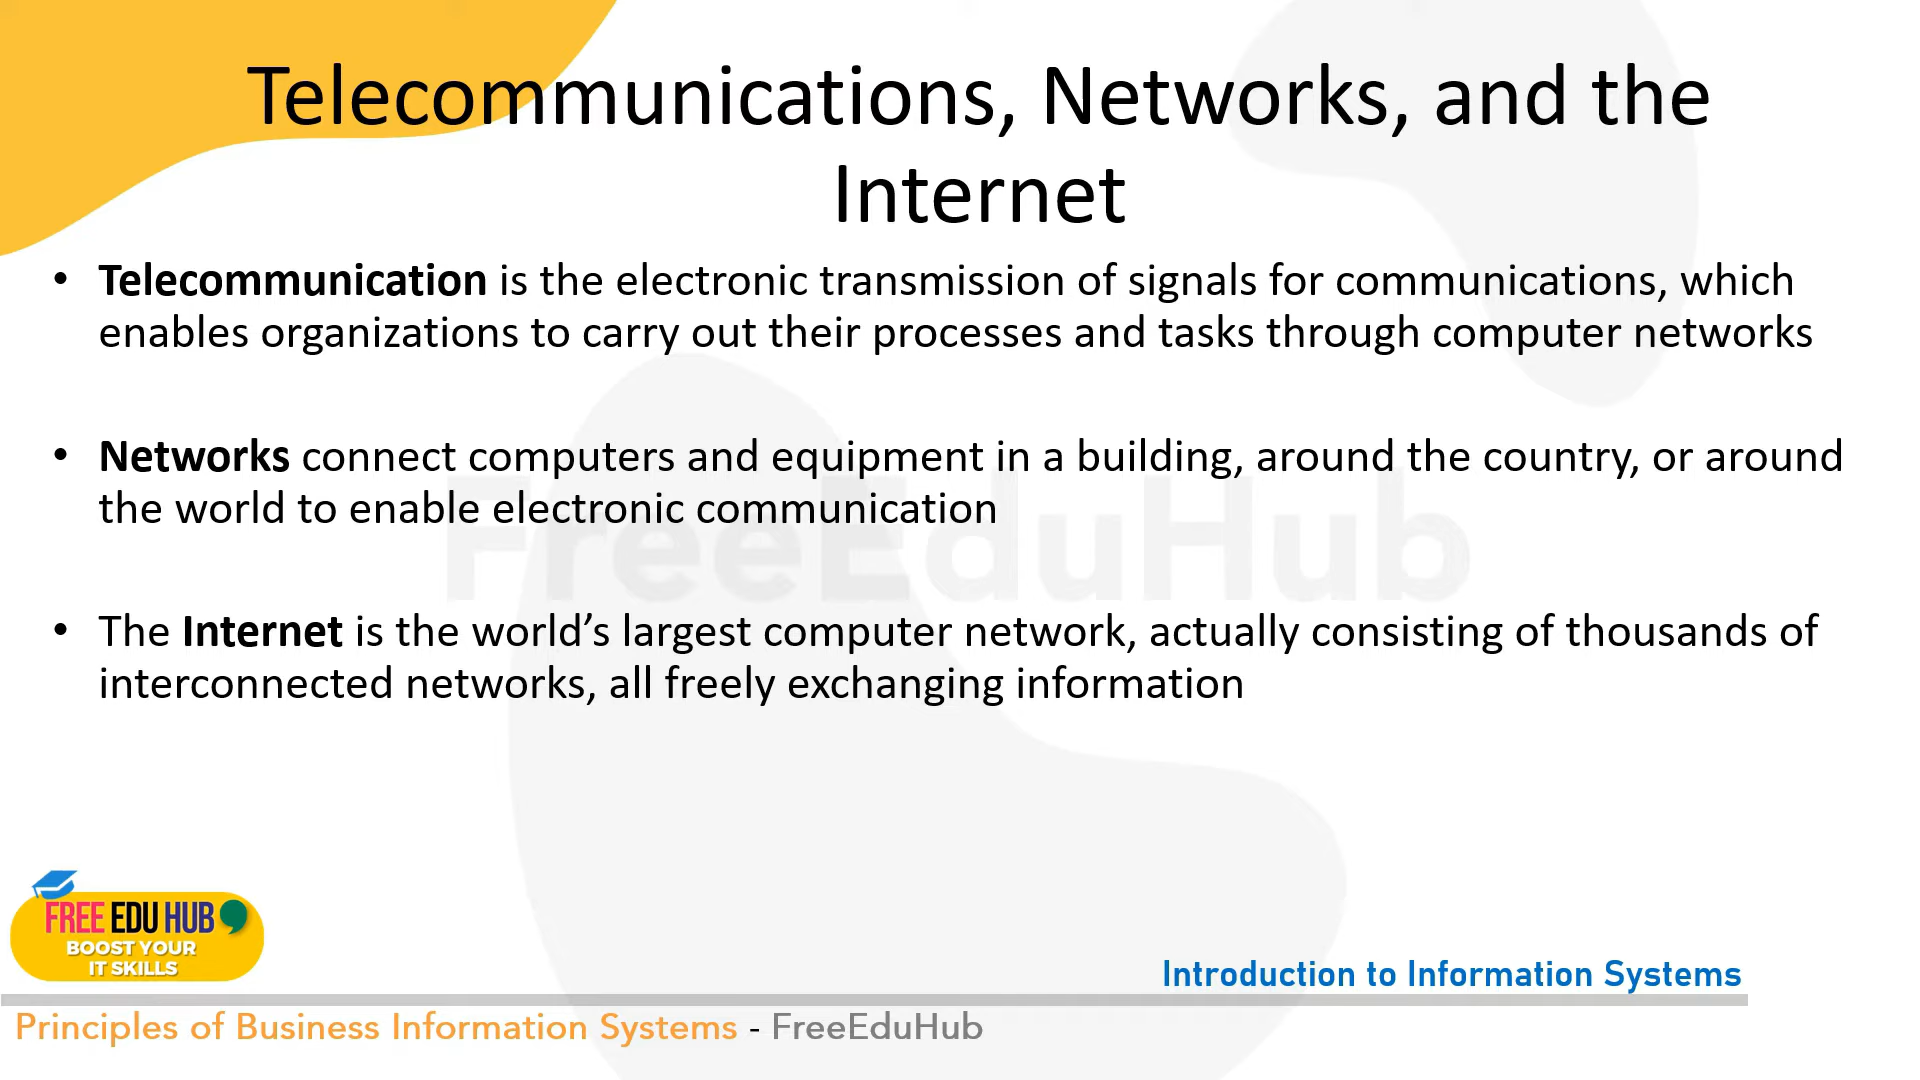 Telecommunications, Networks, and the
Internet
• Telecommunication is the electronic transmission of signals for communications, which
enables organizations to carry out their processes and tasks through computer networks
• Networks connect computers and equipment in a building, around the country, or around
the world to enable electronic communication
• The Internet is the world’s largest computer network, actually consisting of thousands of
interconnected networks, all freely exchanging information
FreeEduHub
FREE EDU HUB
BOOST YOUR
IT SKILLS
Introduction to Information Systems
Principles of Business Information Systems - FreeEduHub